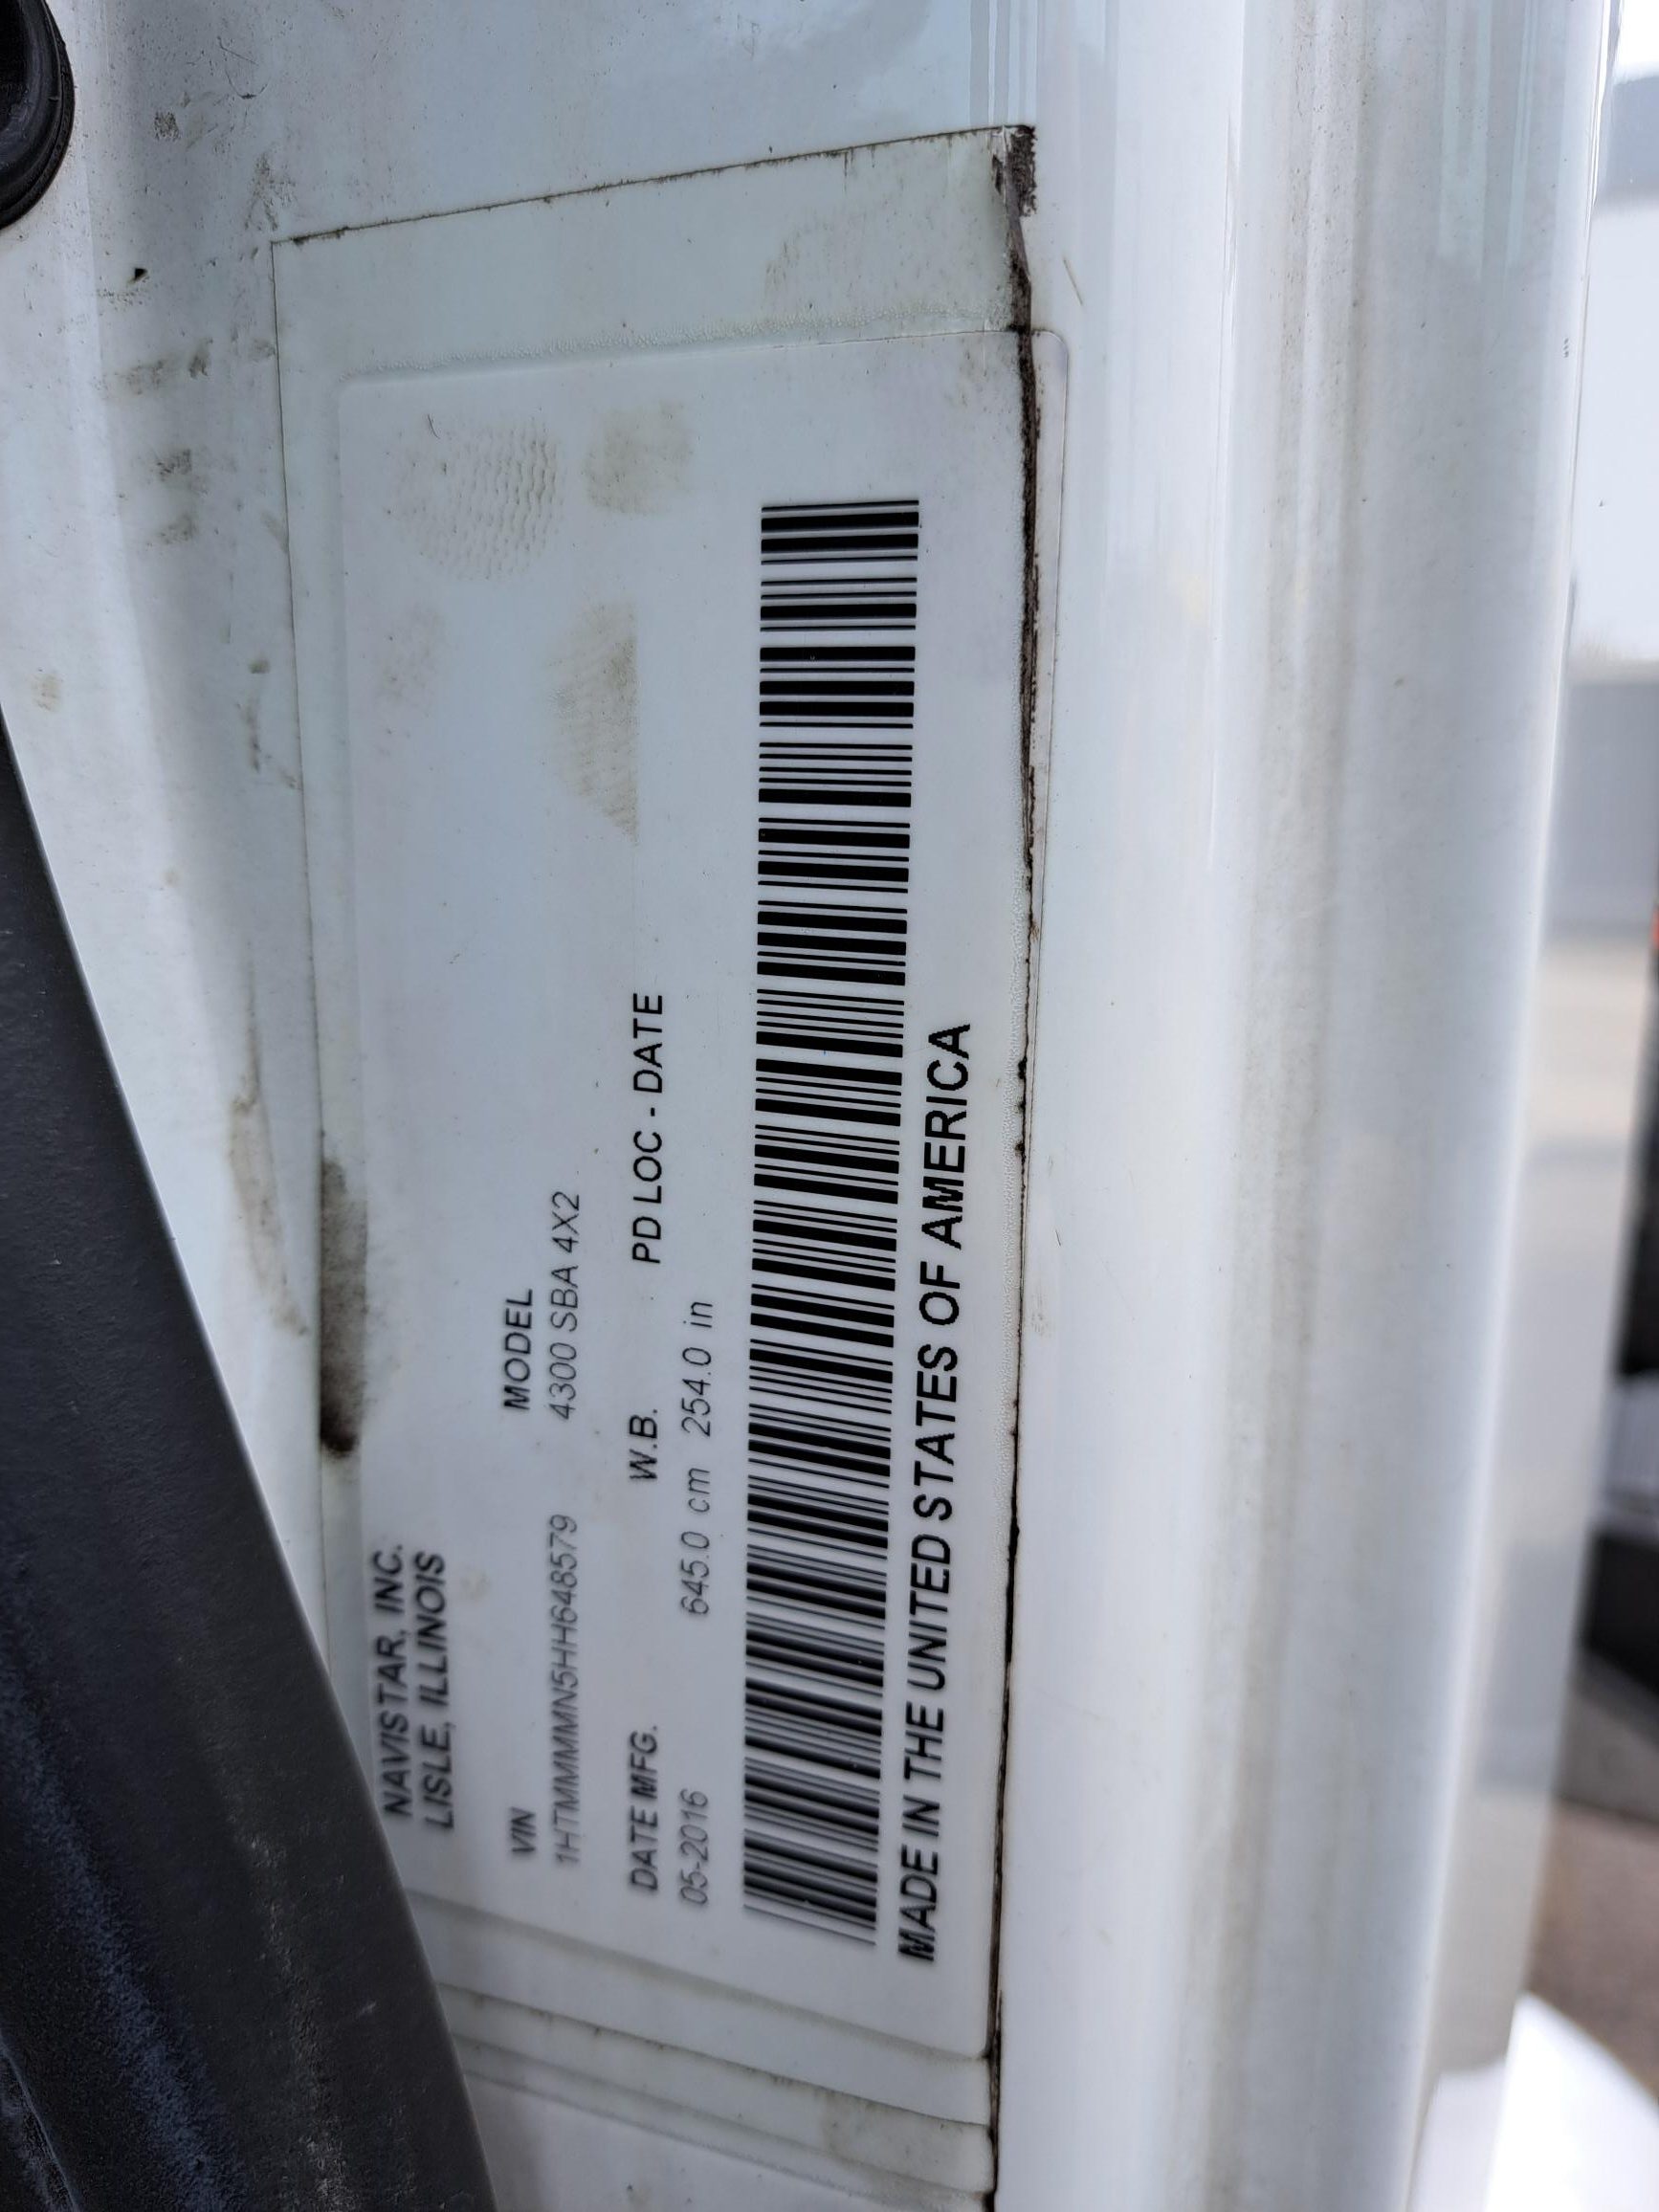 NAVISTAR, INC.
LISLE, ILLINOIS
VIN MODEL
1HTMMMMN5HH648579 4300 SBA 4X2
DATE MFG. W.B. PD LOC - DATE
05-2016 645.0 cm 254.0 in
MADE IN THE UNITED STATES OF AMERICA